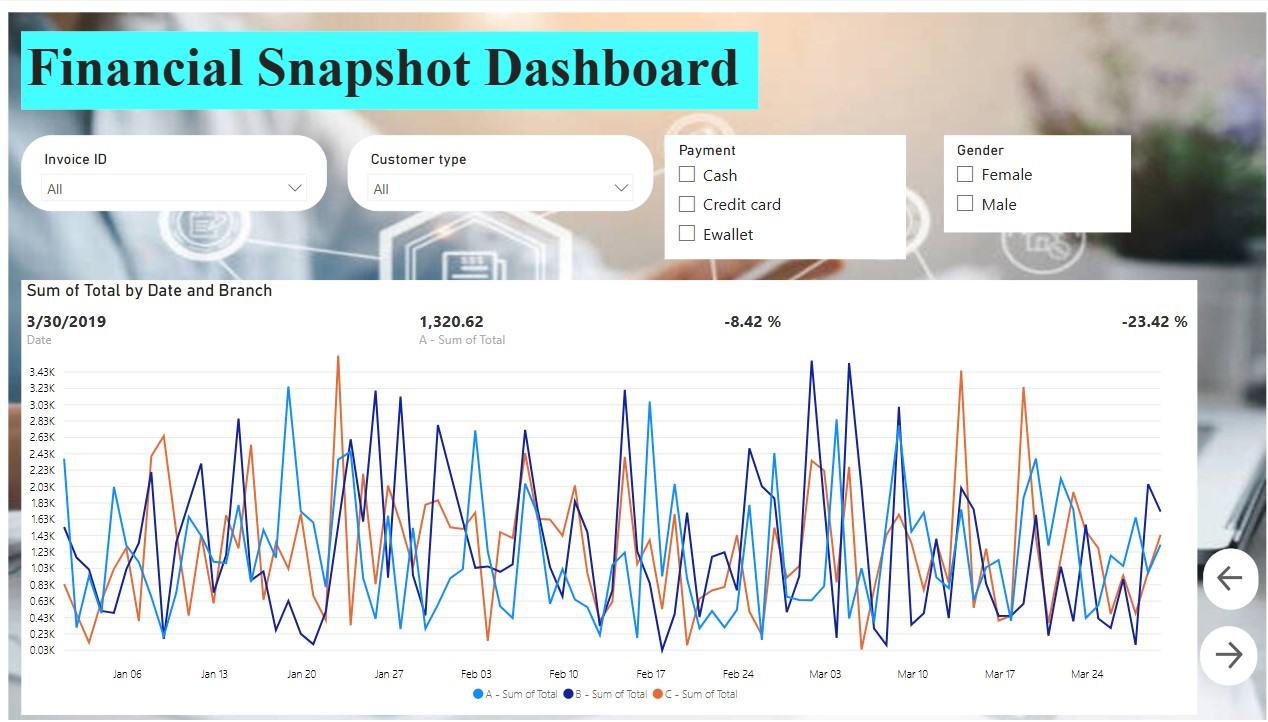 Financial Snapshot Dashboard
Invoice ID
All
Customer type
All
Payment
Cash
Credit card
Ewallet
Gender
Female
Male
Sum of Total by Date and Branch
3/30/2019 1,320.62 -8.42 % -23.42 %
Date A - Sum of Total
3.43K
3.23K
3.03K
2.83K
2.63K
2.43K
2.23K
2.03K
1.83K
1.63K
1.43K
1.23K
1.03K
0.83K
0.63K
0.43K
0.23K
0.03K
Jan 06 Jan 13 Jan 20 Jan 27 Feb 03 Feb 10 Feb 17 Feb 24 Mar 03 Mar 10 Mar 17 Mar 24
A - Sum of Total B - Sum of Total C - Sum of Total